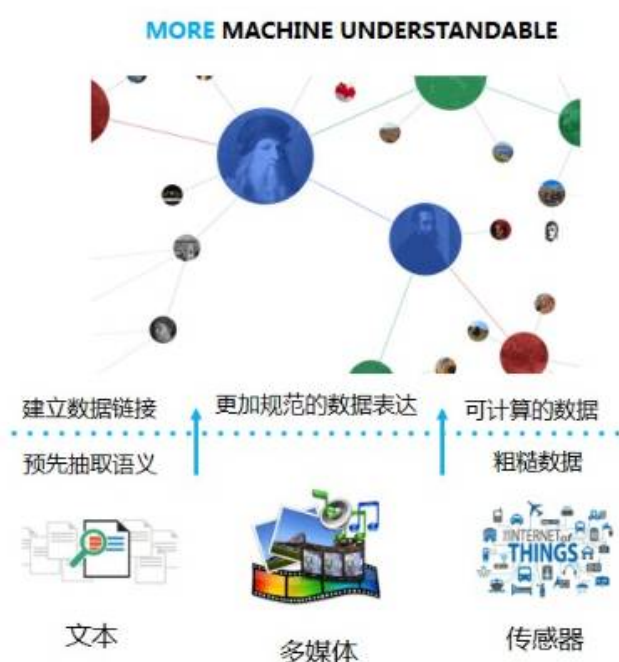 MORE MACHINE UNDERSTANDABLE
建立数据链接
更加规范的数据表达
可计算的数据
预先抽取语义
粗糙数据
THE INTERNET of
THINGS
文本
多媒体
传感器